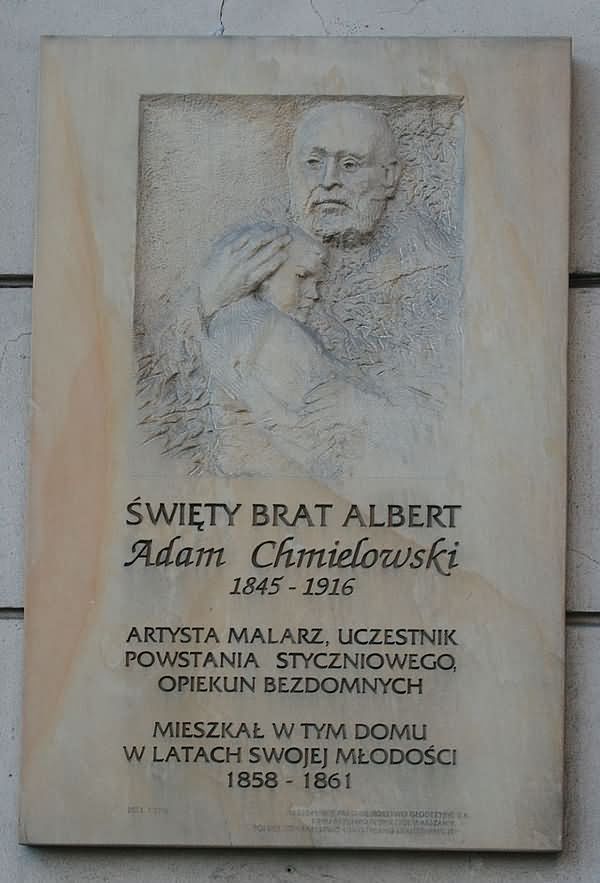 ŚWIĘTY BRAT ALBERT
Adam Chmielowski
1845 - 1916
ARTYSTA MALARZ, UCZESTNIK
POWSTANIA STYCZNIOWEGO,
OPIEKUN BEZDOMNYCH
MIESZKAŁ W TYM DOMU
W LATACH SWOJEJ MŁODOŚCI
1858 - 1861